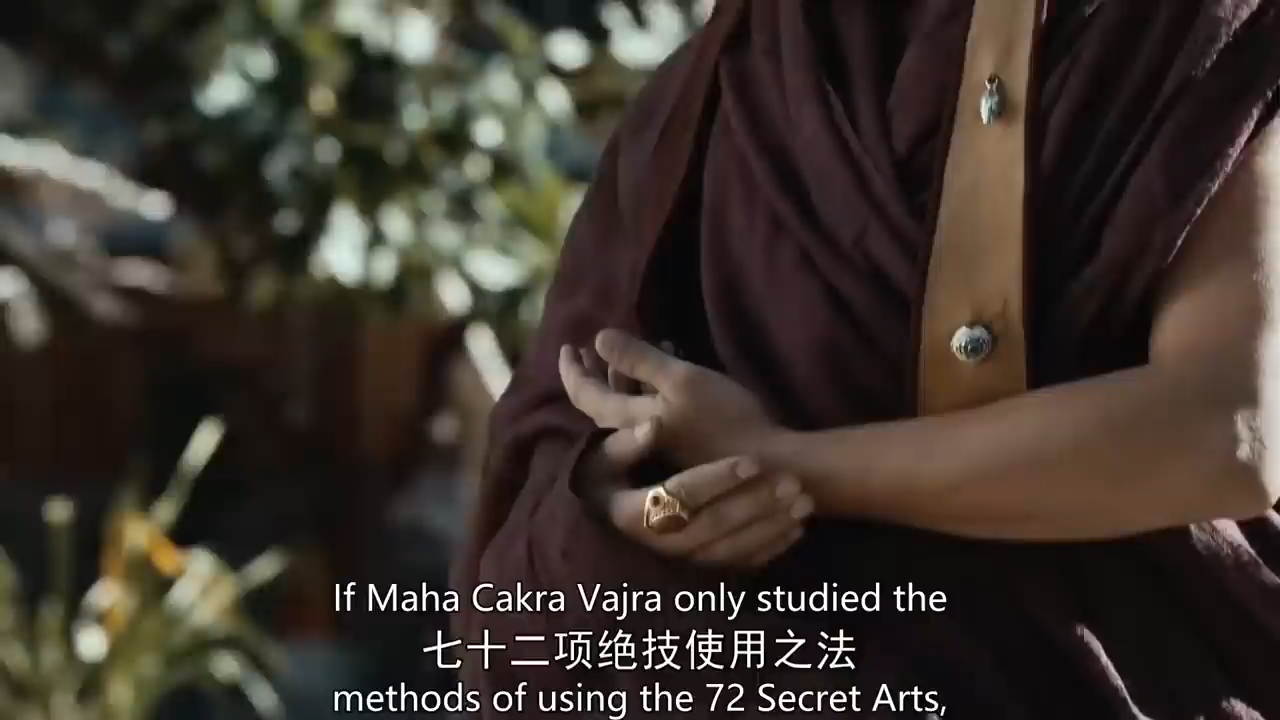 If Maha Cakra Vajra only studied the
七十二项绝技使用之法
methods of using the 72 Secret Arts,